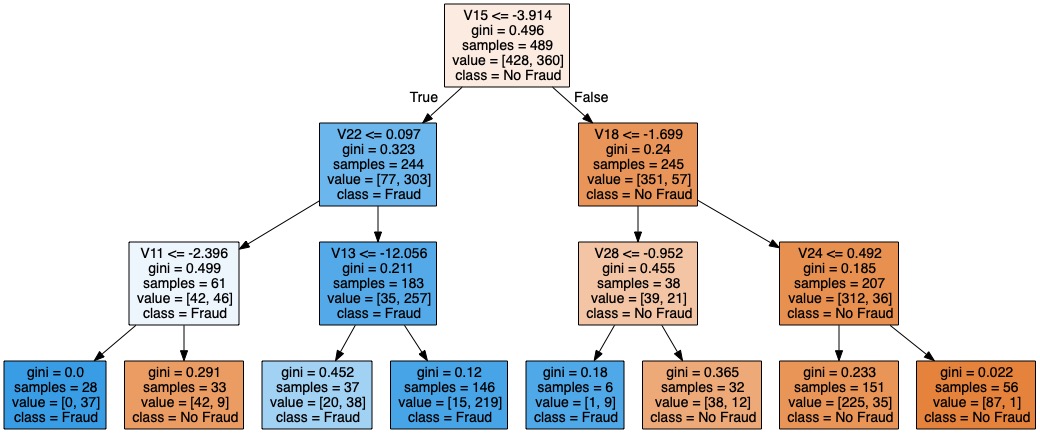 V15 <= -3.914
gini = 0.496
samples = 489
value = [428, 360]
class = No Fraud
True
False
V22 <= 0.097
gini = 0.323
samples = 244
value = [77, 303]
class = Fraud
V18 <= -1.699
gini = 0.24
samples = 245
value = [351, 57]
class = No Fraud
V11 <= -2.396
gini = 0.499
samples = 61
value = [42, 46]
class = Fraud
V13 <= -12.056
gini = 0.211
samples = 183
value = [35, 257]
class = Fraud
V28 <= -0.952
gini = 0.455
samples = 38
value = [39, 21]
class = No Fraud
V24 <= 0.492
gini = 0.185
samples = 207
value = [312, 36]
class = No Fraud
gini = 0.0
samples = 28
value = [0, 37]
class = Fraud
gini = 0.291
samples = 33
value = [42, 9]
class = No Fraud
gini = 0.452
samples = 37
value = [20, 38]
class = Fraud
gini = 0.12
samples = 146
value = [15, 219]
class = Fraud
gini = 0.18
samples = 6
value = [1, 9]
class = Fraud
gini = 0.365
samples = 32
value = [38, 12]
class = No Fraud
gini = 0.233
samples = 151
value = [225, 35]
class = No Fraud
gini = 0.022
samples = 56
value = [87, 1]
class = No Fraud